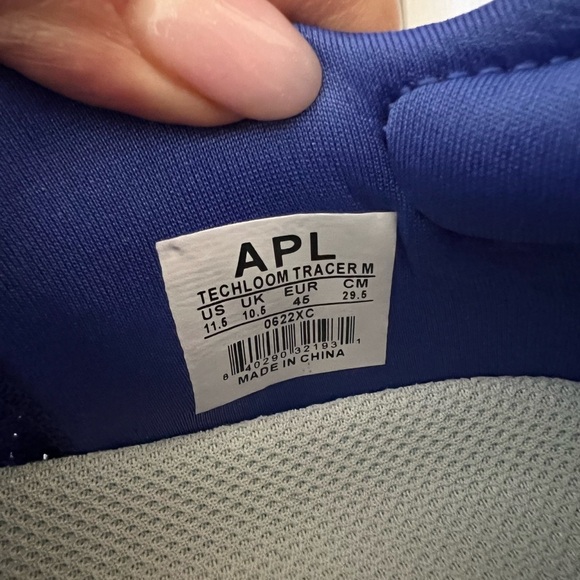 APL
TECHLOOM TRACER M
US UK EUR CM
11.5 10.5 45 29.5
0622XC
8 40290 32193 1
MADE IN CHINA